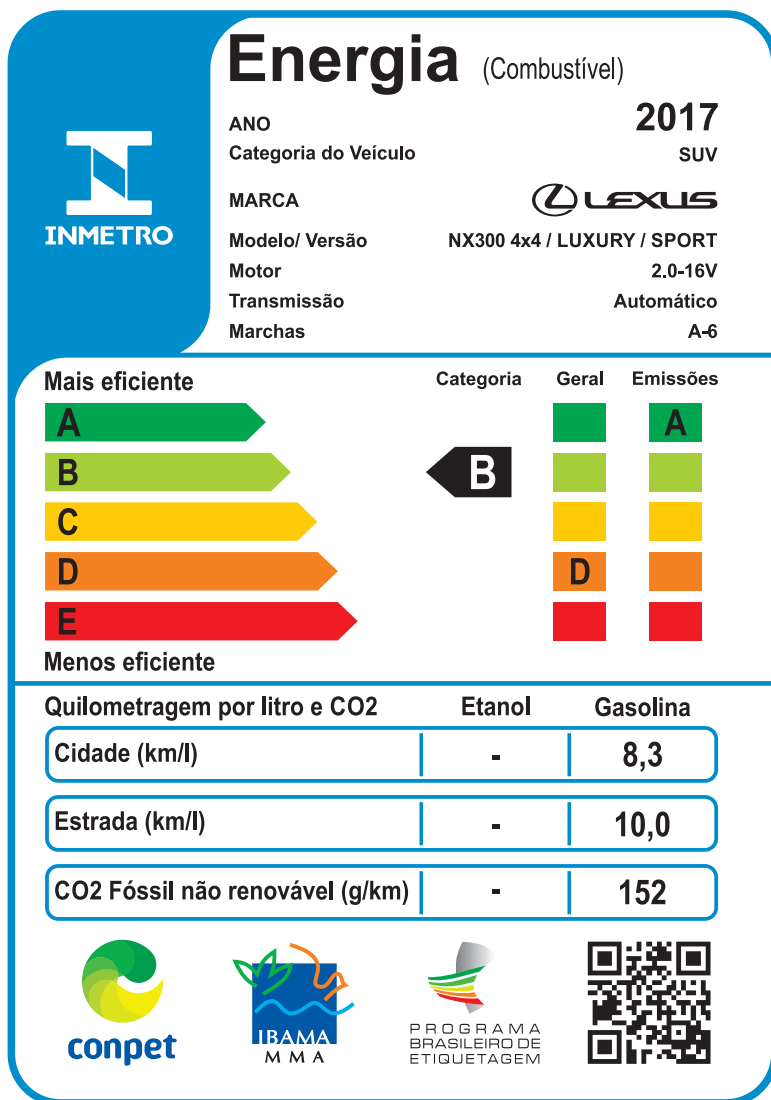 Energia (Combustível)
ANO 2017
Categoria do Veículo SUV
MARCA LEXUS
Modelo/ Versão NX300 4x4 / LUXURY / SPORT
Motor 2.0-16V
Transmissão Automático
Marchas A-6
INMETRO
Mais eficiente Categoria Geral Emissões
A A
B B
C
D D
E
Menos eficiente
Quilometragem por litro e CO2 Etanol Gasolina
Cidade (km/l) - 8,3
Estrada (km/l) - 10,0
CO2 Fóssil não renovável (g/km) - 152
conpet
IBAMA
MMA
PROGRAMA
BRASILEIRO DE
ETIQUETAGEM